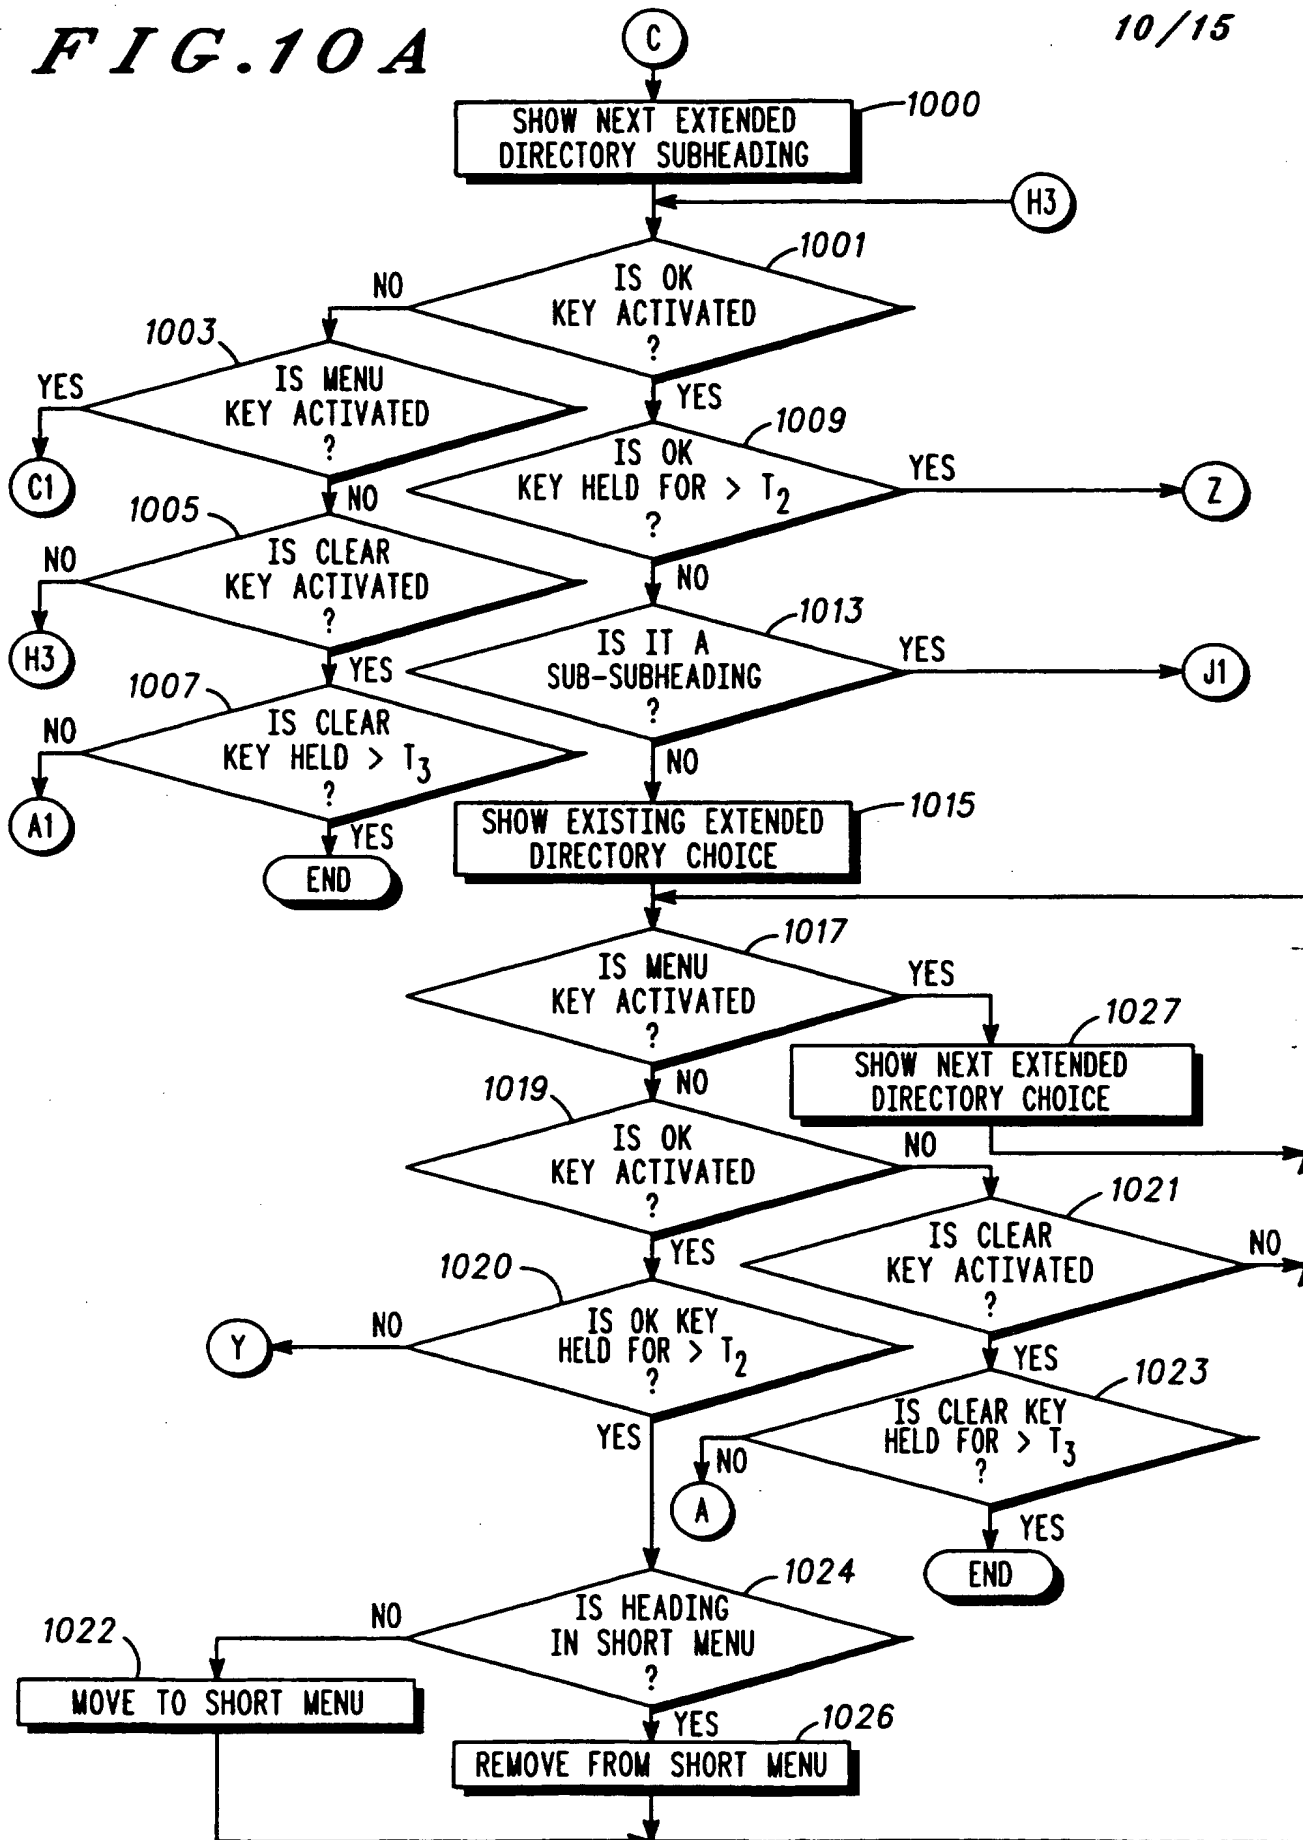 FIG. 10A
10/15
C
SHOW NEXT EXTENDED
DIRECTORY SUBHEADING
1000
H3
1001
IS OK
KEY ACTIVATED
?
NO
YES
1003
IS MENU
KEY ACTIVATED
?
YES
C1
NO
1009
IS OK
KEY HELD FOR > T2
?
YES
Z
NO
1005
IS CLEAR
KEY ACTIVATED
?
NO
H3
YES
1013
IS IT A
SUB-SUBHEADING
?
YES
J1
NO
1007
IS CLEAR
KEY HELD > T3
?
NO
A1
YES
END
1015
SHOW EXISTING EXTENDED
DIRECTORY CHOICE
1017
IS MENU
KEY ACTIVATED
?
YES
NO
1027
SHOW NEXT EXTENDED
DIRECTORY CHOICE
1019
IS OK
KEY ACTIVATED
?
NO
YES
1021
IS CLEAR
KEY ACTIVATED
?
NO
YES
1020
IS OK KEY
HELD FOR > T2
?
NO
Y
YES
1023
IS CLEAR KEY
HELD FOR > T3
?
NO
A
YES
END
1024
IS HEADING
IN SHORT MENU
?
NO
YES
1022
MOVE TO SHORT MENU
1026
REMOVE FROM SHORT MENU